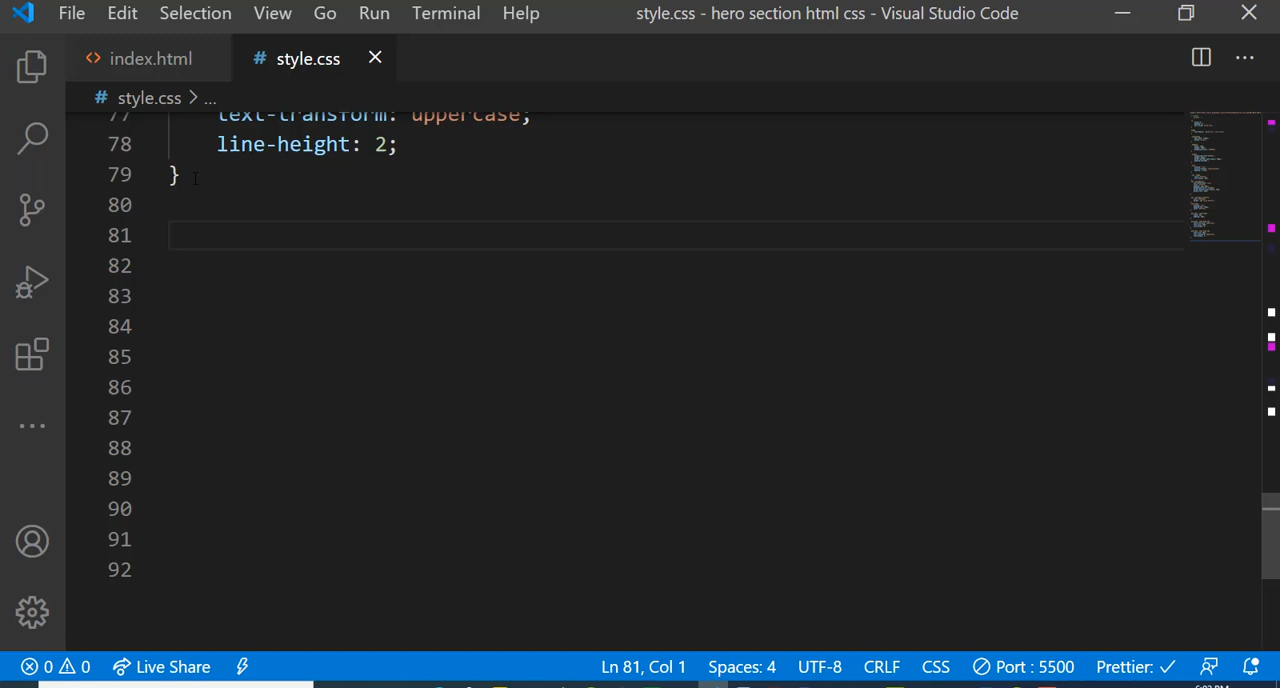 File Edit Selection View Go Run Terminal Help style.css - hero section html css - Visual Studio Code
index.html # style.css
# style.css > ...
77 text-transform: uppercase;
78 line-height: 2;
79 }
80
81
82
83
84
85
86
87
88
89
90
91
92
0 0 Live Share Ln 81, Col 1 Spaces: 4 UTF-8 CRLF CSS Port : 5500 Prettier: ✓